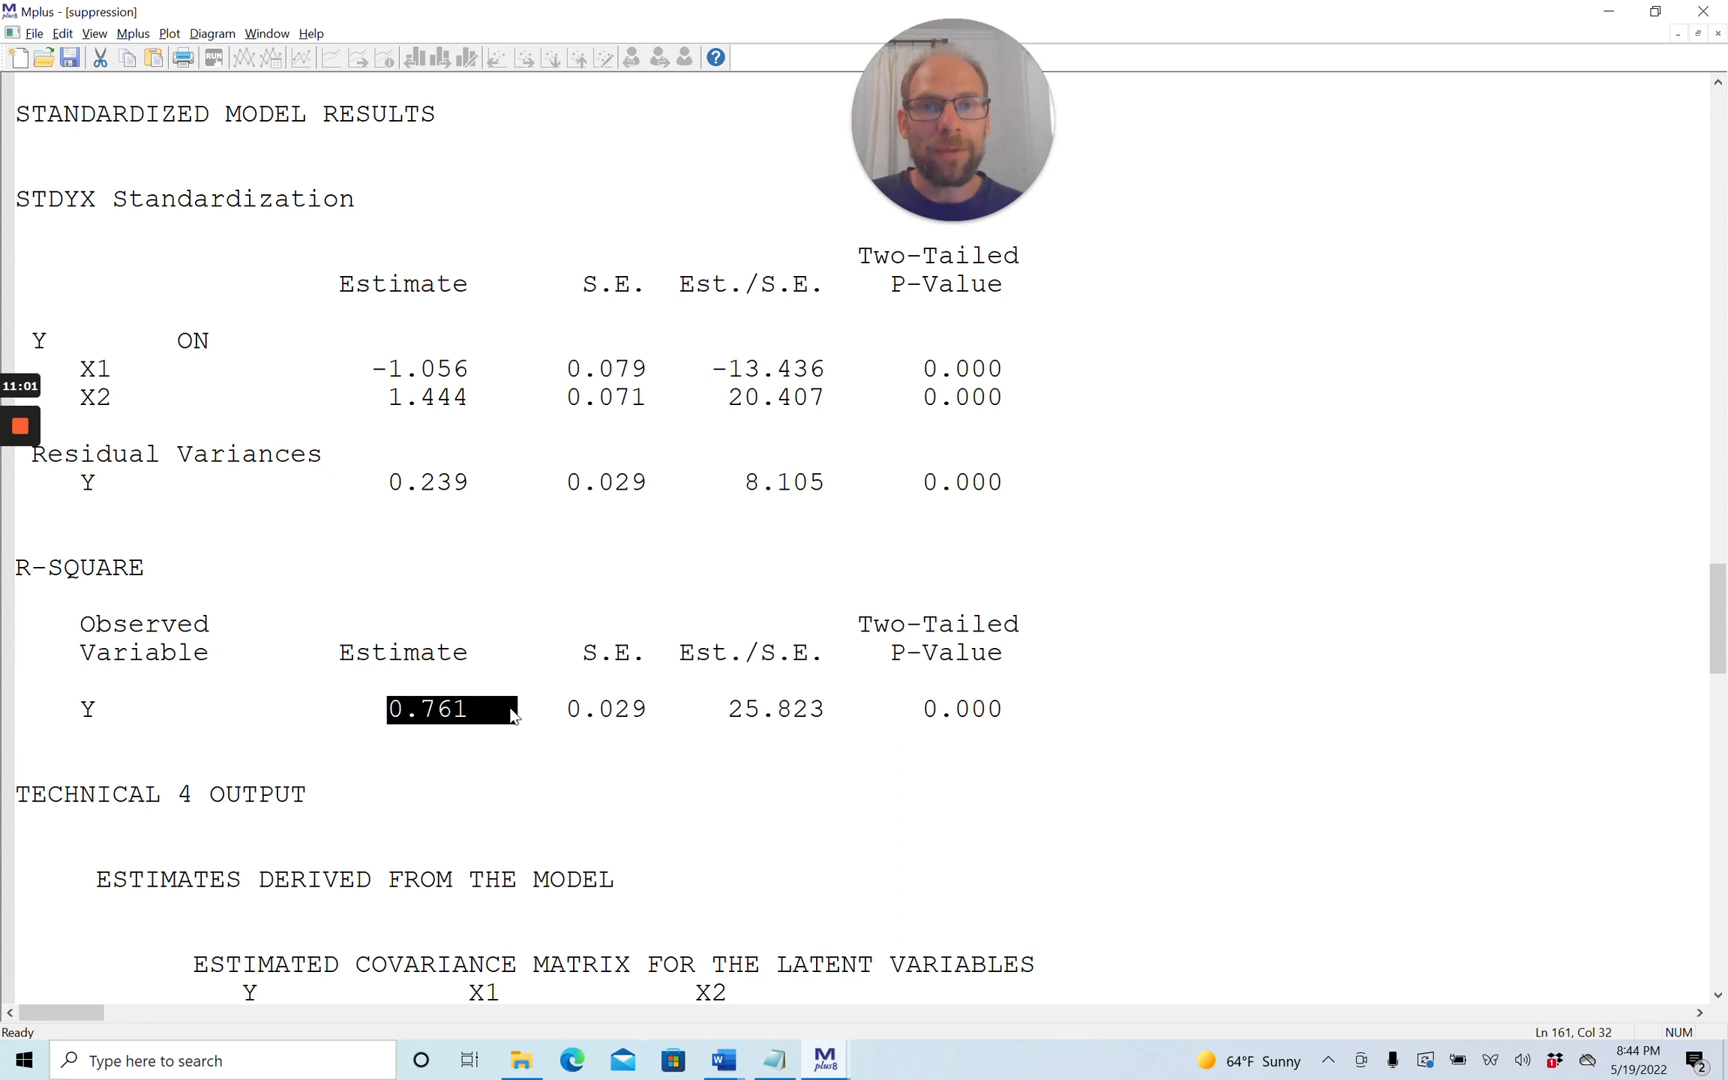 Mplus - [suppression]
File Edit View Mplus Plot Diagram Window Help
RUN
STANDARDIZED MODEL RESULTS
STDYX Standardization
Two-Tailed
Estimate S.E. Est./S.E. P-Value
Y ON
X1 -1.056 0.079 -13.436 0.000
11:01
X2 1.444 0.071 20.407 0.000
Residual Variances
Y 0.239 0.029 8.105 0.000
R-SQUARE
Observed Two-Tailed
Variable Estimate S.E. Est./S.E. P-Value
Y 0.761 0.029 25.823 0.000
TECHNICAL 4 OUTPUT
ESTIMATES DERIVED FROM THE MODEL
ESTIMATED COVARIANCE MATRIX FOR THE LATENT VARIABLES
Y X1 X2
Ready Ln 161, Col 32 NUM
Type here to search 64°F Sunny 8:44 PM
5/19/2022 2